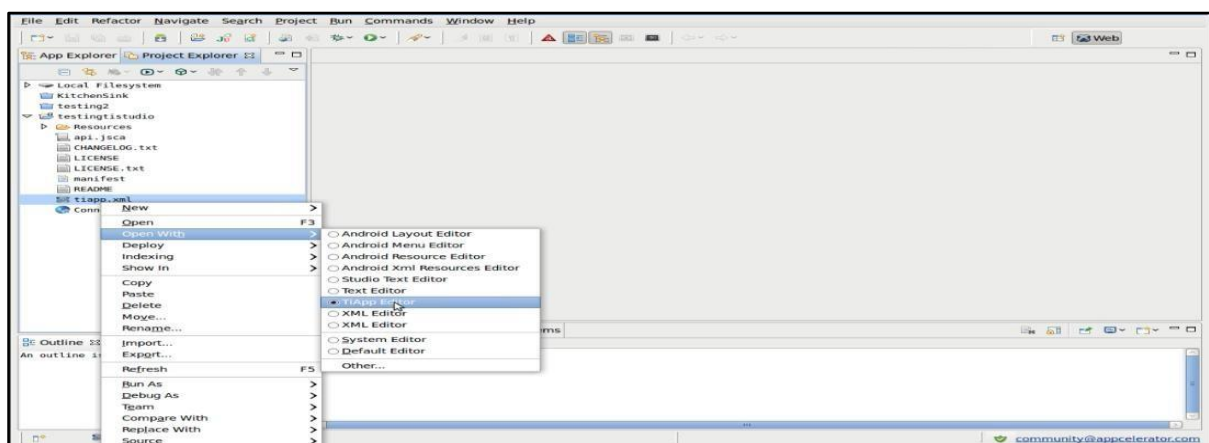 File Edit Refactor Navigate Search Project Run Commands Window Help
Web
App Explorer Project Explorer
Local Filesystem
KitchenSink
testing2
testingtistudio
Resources
api.jsca
CHANGELOG.txt
LICENSE
LICENSE.txt
manifest
README
tiapp.xml
Conn
New
Open F3
Open With
Deploy
Indexing
Show In
Copy
Paste
Delete
Move...
Rename...
Import...
Export...
Refresh F5
Run As
Debug As
Team
Compare With
Replace With
Source
Android Layout Editor
Android Menu Editor
Android Resource Editor
Android Xml Resources Editor
Studio Text Editor
Text Editor
TiApp Editor
XML Editor
XML Editor
System Editor
Default Editor
Other...
ms
Outline
An outline is
community@appcelerator.com